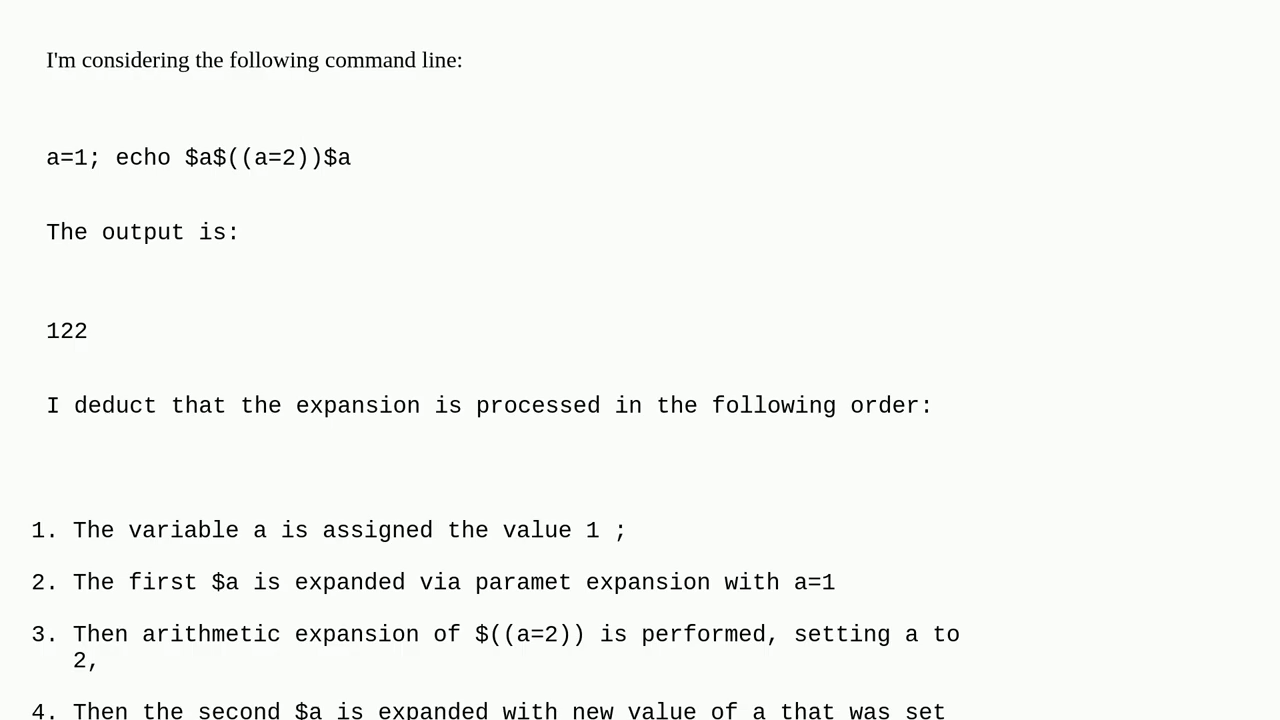 I'm considering the following command line:
a=1; echo $a$((a=2))$a
The output is:
122
I deduct that the expansion is processed in the following order:
1. The variable a is assigned the value 1 ;
2. The first $a is expanded via paramet expansion with a=1
3. Then arithmetic expansion of $((a=2)) is performed, setting a to
2,
4. Then the second $a is expanded with new value of a that was set